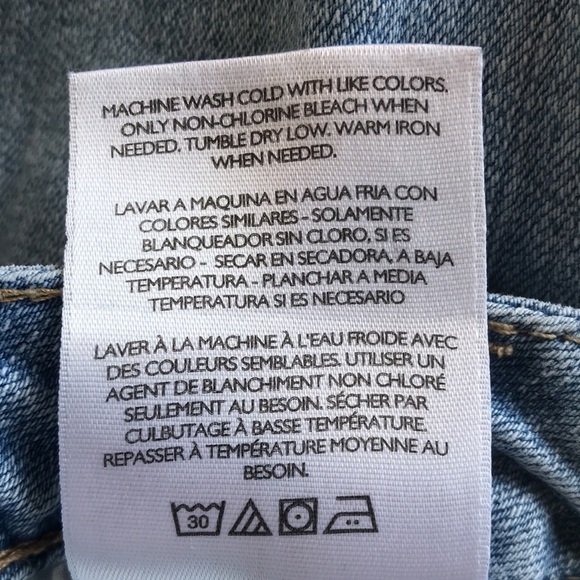 MACHINE WASH COLD WITH LIKE COLORS.
ONLY NON-CHLORINE BLEACH WHEN
NEEDED. TUMBLE DRY LOW. WARM IRON
WHEN NEEDED.
LAVAR A MAQUINA EN AGUA FRIA CON
COLORES SIMILARES - SOLAMENTE
BLANQUEADOR SIN CLORO, SI ES
NECESARIO - SECAR EN SECADORA, A BAJA
TEMPERATURA - PLANCHAR A MEDIA
TEMPERATURA SI ES NECESARIO
LAVER À LA MACHINE À L'EAU FROIDE AVEC
DES COULEURS SEMBLABLES. UTILISER UN
AGENT DE BLANCHIMENT NON CHLORÉ
SEULEMENT AU BESOIN. SÉCHER PAR
CULBUTAGE À BASSE TEMPÉRATURE.
REPASSER À TEMPÉRATURE MOYENNE AU
BESOIN.
30